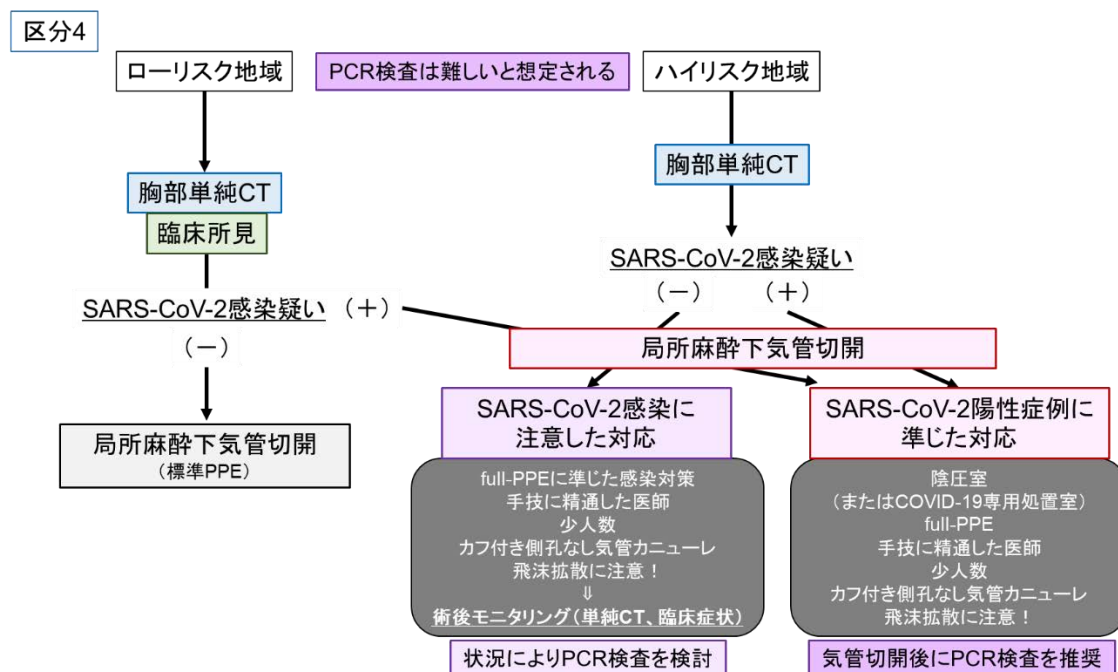 区分4
ローリスク地域
PCR検査は難しいと想定される
ハイリスク地域
胸部単純CT
臨床所見
胸部単純CT
SARS-CoV-2感染疑い
(－) (＋)
SARS-CoV-2感染疑い (＋)
(－)
局所麻酔下気管切開
局所麻酔下気管切開
(標準PPE)
SARS-CoV-2感染に
注意した対応
full-PPEに準じた感染対策
手技に精通した医師
少人数
カフ付き側孔なし気管カニューレ
飛沫拡散に注意！
⇓
術後モニタリング(単純CT、臨床症状)
状況によりPCR検査を検討
SARS-CoV-2陽性症例に
準じた対応
陰圧室
(またはCOVID-19専用処置室)
full-PPE
手技に精通した医師
少人数
カフ付き側孔なし気管カニューレ
飛沫拡散に注意！
気管切開後にPCR検査を推奨